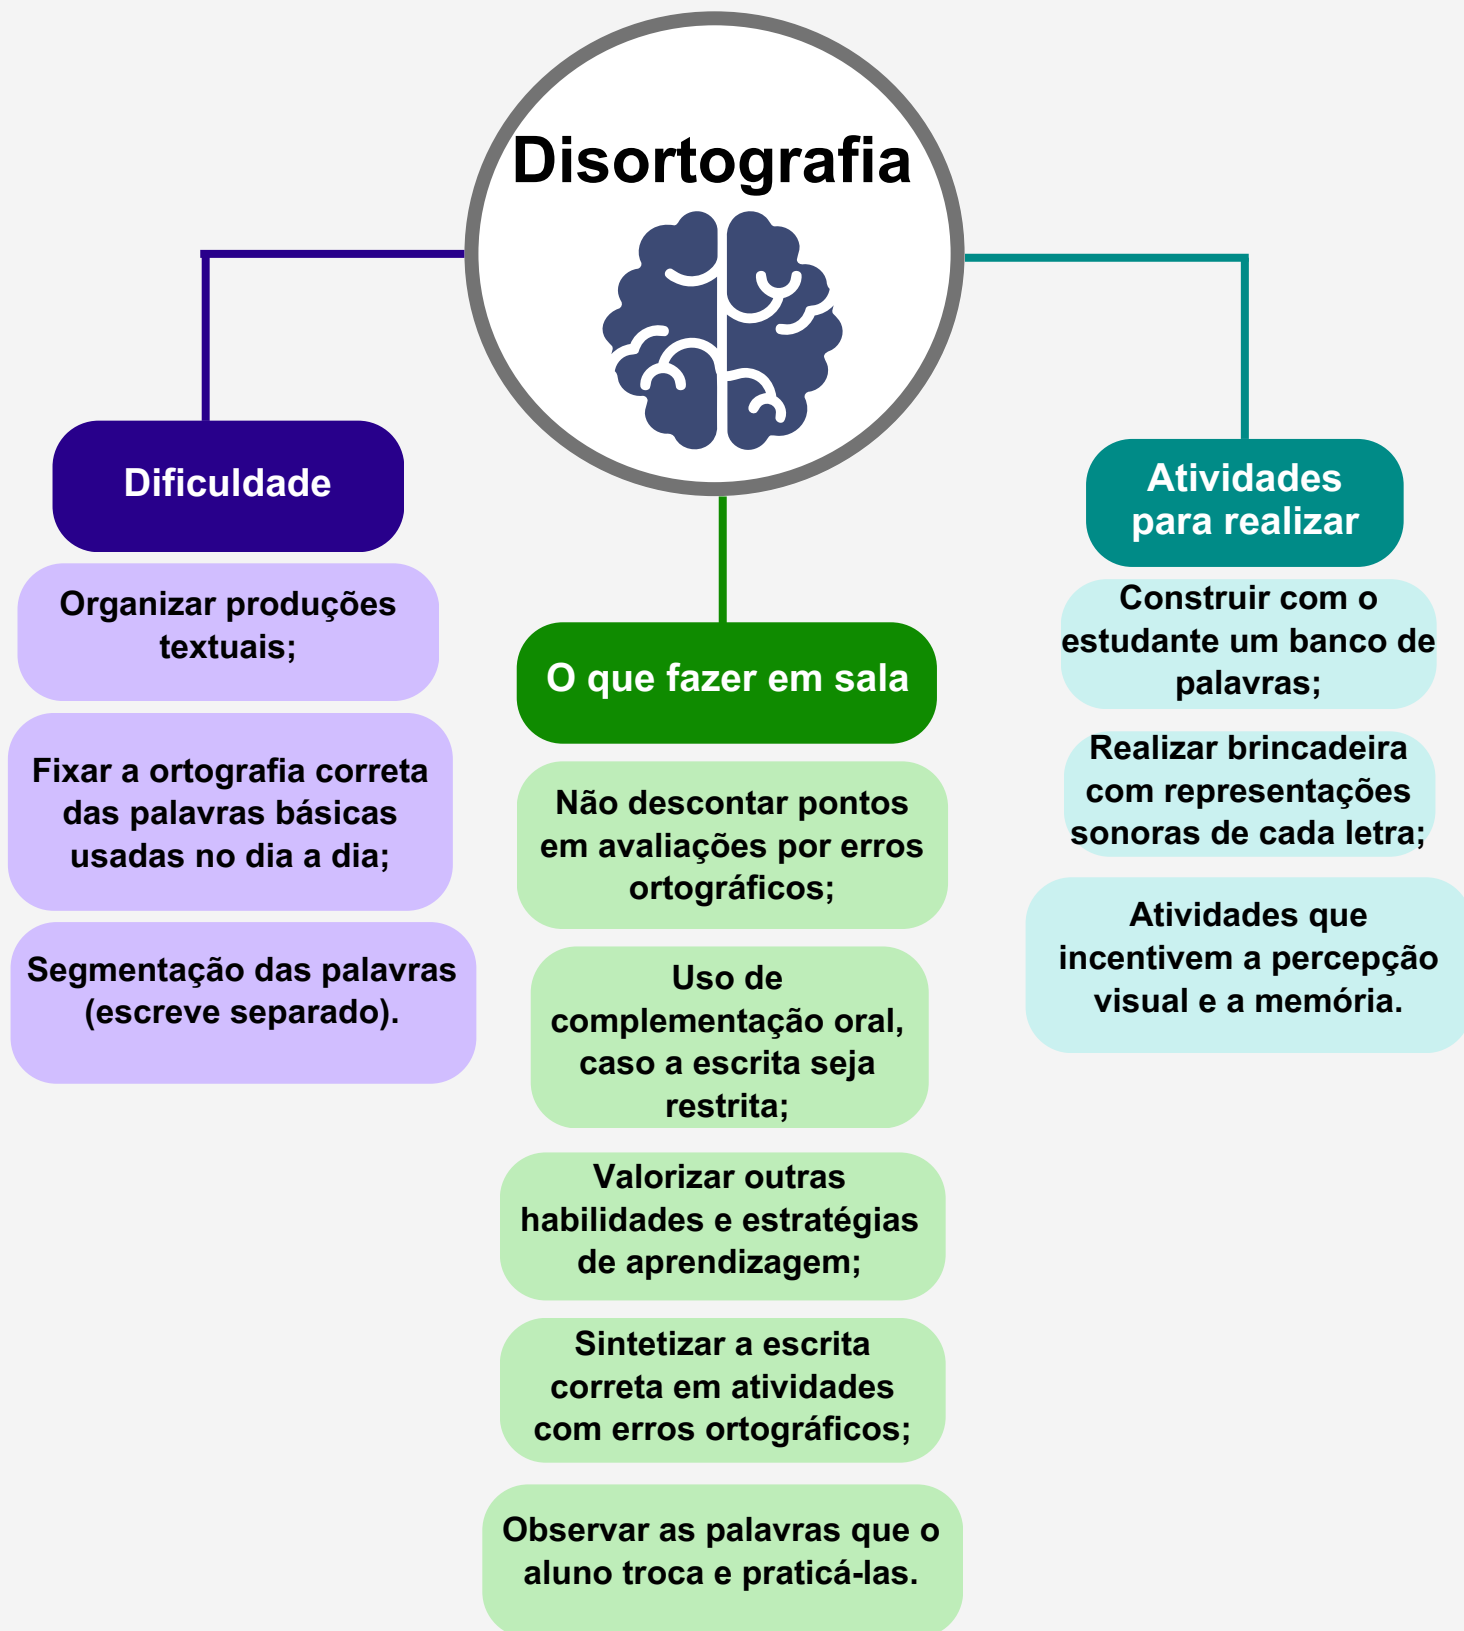 Disortografia
Dificuldade
Organizar produções
textuais;
Fixar a ortografia correta
das palavras básicas
usadas no dia a dia;
Segmentação das palavras
(escreve separado).
O que fazer em sala
Não descontar pontos
em avaliações por erros
ortográficos;
Uso de
complementação oral,
caso a escrita seja
restrita;
Valorizar outras
habilidades e estratégias
de aprendizagem;
Sintetizar a escrita
correta em atividades
com erros ortográficos;
Observar as palavras que o
aluno troca e praticá-las.
Atividades
para realizar
Construir com o
estudante um banco de
palavras;
Realizar brincadeira
com representações
sonoras de cada letra;
Atividades que
incentivem a percepção
visual e a memória.